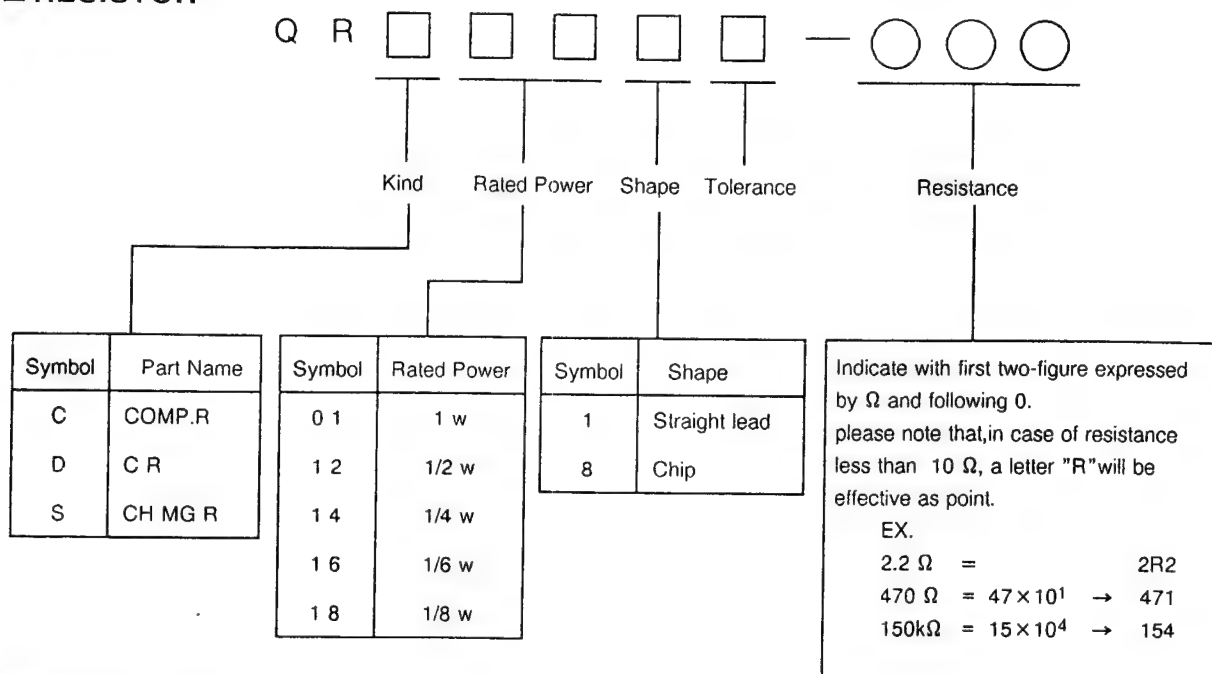 Q R —
Kind Rated Power Shape Tolerance Resistance
Symbol Part Name
C COMP.R
D C R
S CH MG R
Symbol Rated Power
0 1 1 w
1 2 1/2 w
1 4 1/4 w
1 6 1/6 w
1 8 1/8 w
Symbol Shape
1 Straight lead
8 Chip
Indicate with first two-figure expressed
by Ω and following 0.
please note that,in case of resistance
less than 10 Ω, a letter "R"will be
effective as point.
EX.
2.2 Ω = 2R2
470 Ω = 47×10¹ → 471
150kΩ = 15×10⁴ → 154